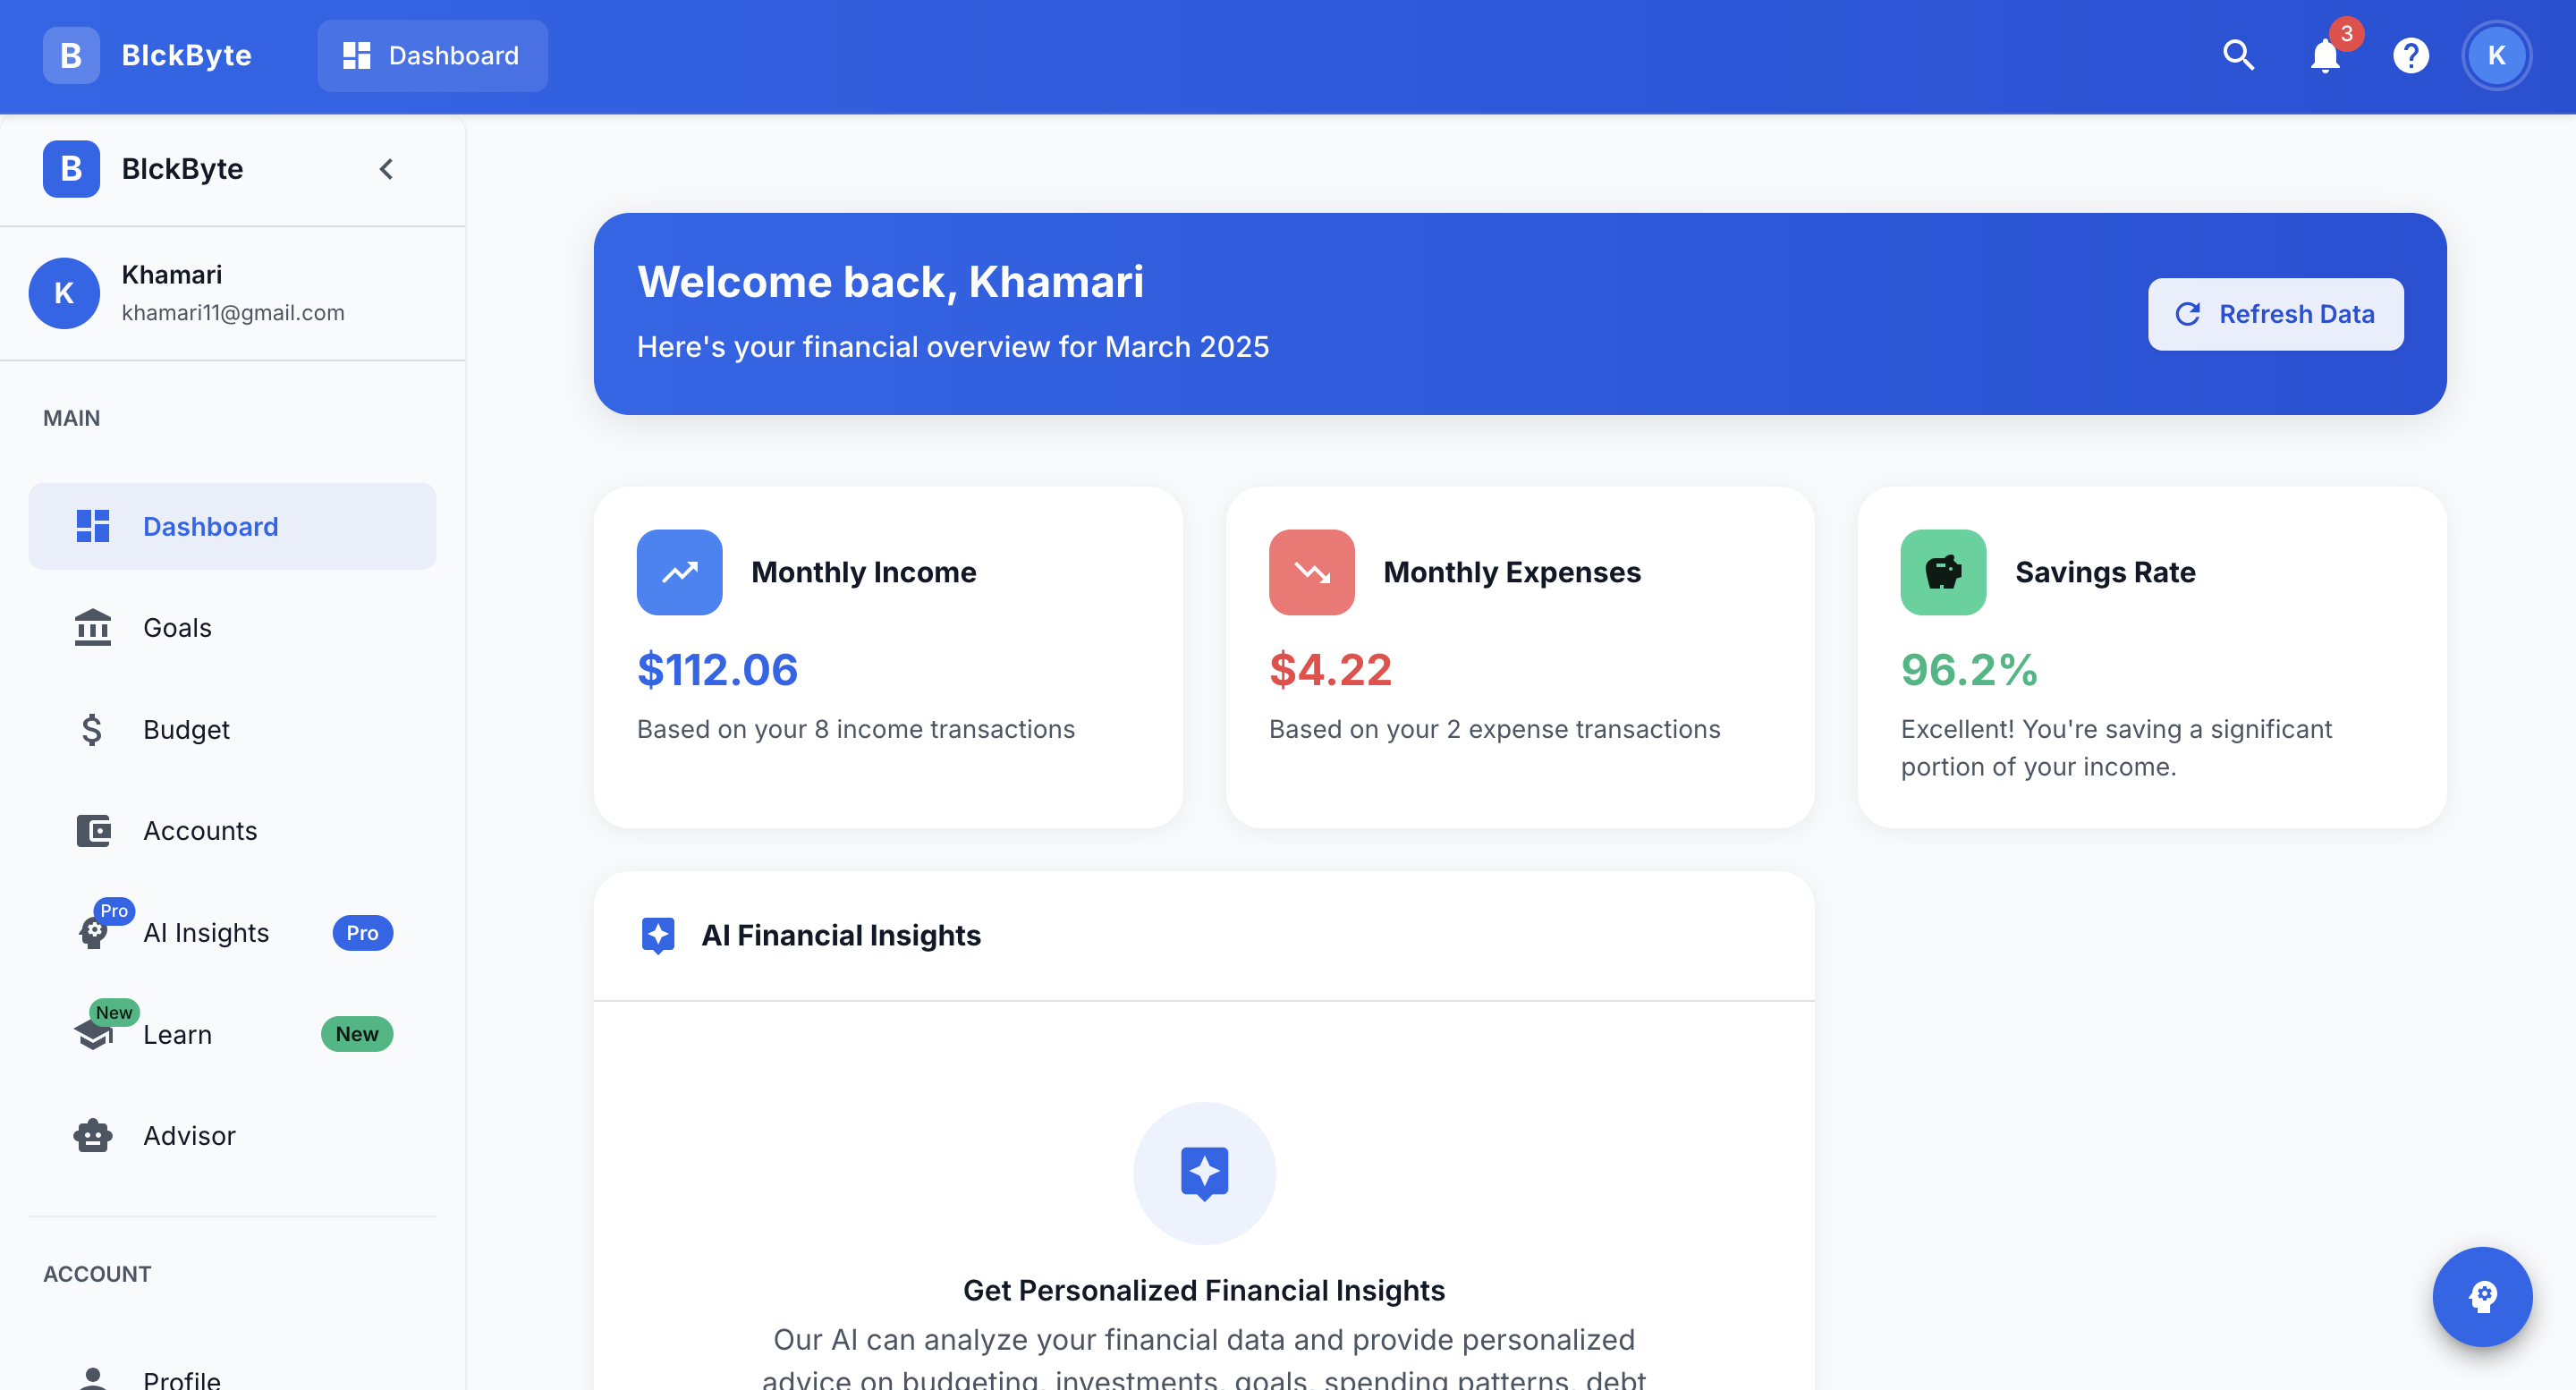 B BlckByte Dashboard 3 K
B BlckByte
K Khamari
khamari11@gmail.com
MAIN
Dashboard
Goals
$ Budget
Accounts
Pro AI Insights Pro
New Learn New
Advisor
ACCOUNT
Profile
Welcome back, Khamari
Here's your financial overview for March 2025
Refresh Data
Monthly Income
$112.06
Based on your 8 income transactions
Monthly Expenses
$4.22
Based on your 2 expense transactions
Savings Rate
96.2%
Excellent! You're saving a significant
portion of your income.
AI Financial Insights
Get Personalized Financial Insights
Our AI can analyze your financial data and provide personalized
advice on budgeting, investments, goals, spending patterns, debt